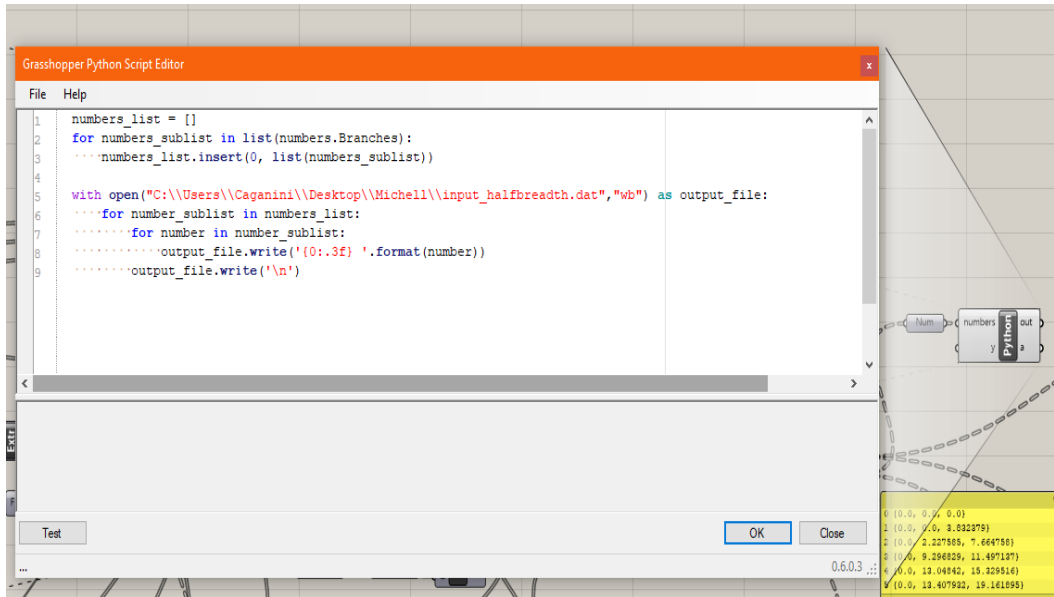 Grasshopper Python Script Editor
x
File Help
1 numbers_list = []
2 for numbers_sublist in list(numbers.Branches):
3 ····numbers_list.insert(0, list(numbers_sublist))
4
5 with open("C:\\Users\\Caganini\\Desktop\\Michell\\input_halfbreadth.dat","wb") as output_file:
6 ····for number_sublist in numbers_list:
7 ········for number in number_sublist:
8 ············output_file.write('{0:.3f} '.format(number))
9 ········output_file.write('\n')
Num
numbers
out
y
a
Python
Extr
F
Test
OK
Close
...
0.6.0.3
0 {0.0, 0.0, 0.0}
1 {0.0, 0.0, 3.832379}
2 {0.0, 2.227585, 7.664758}
3 {0.0, 9.296829, 11.497137}
4 {0.0, 13.04842, 15.329516}
5 {0.0, 13.407932, 19.161895}